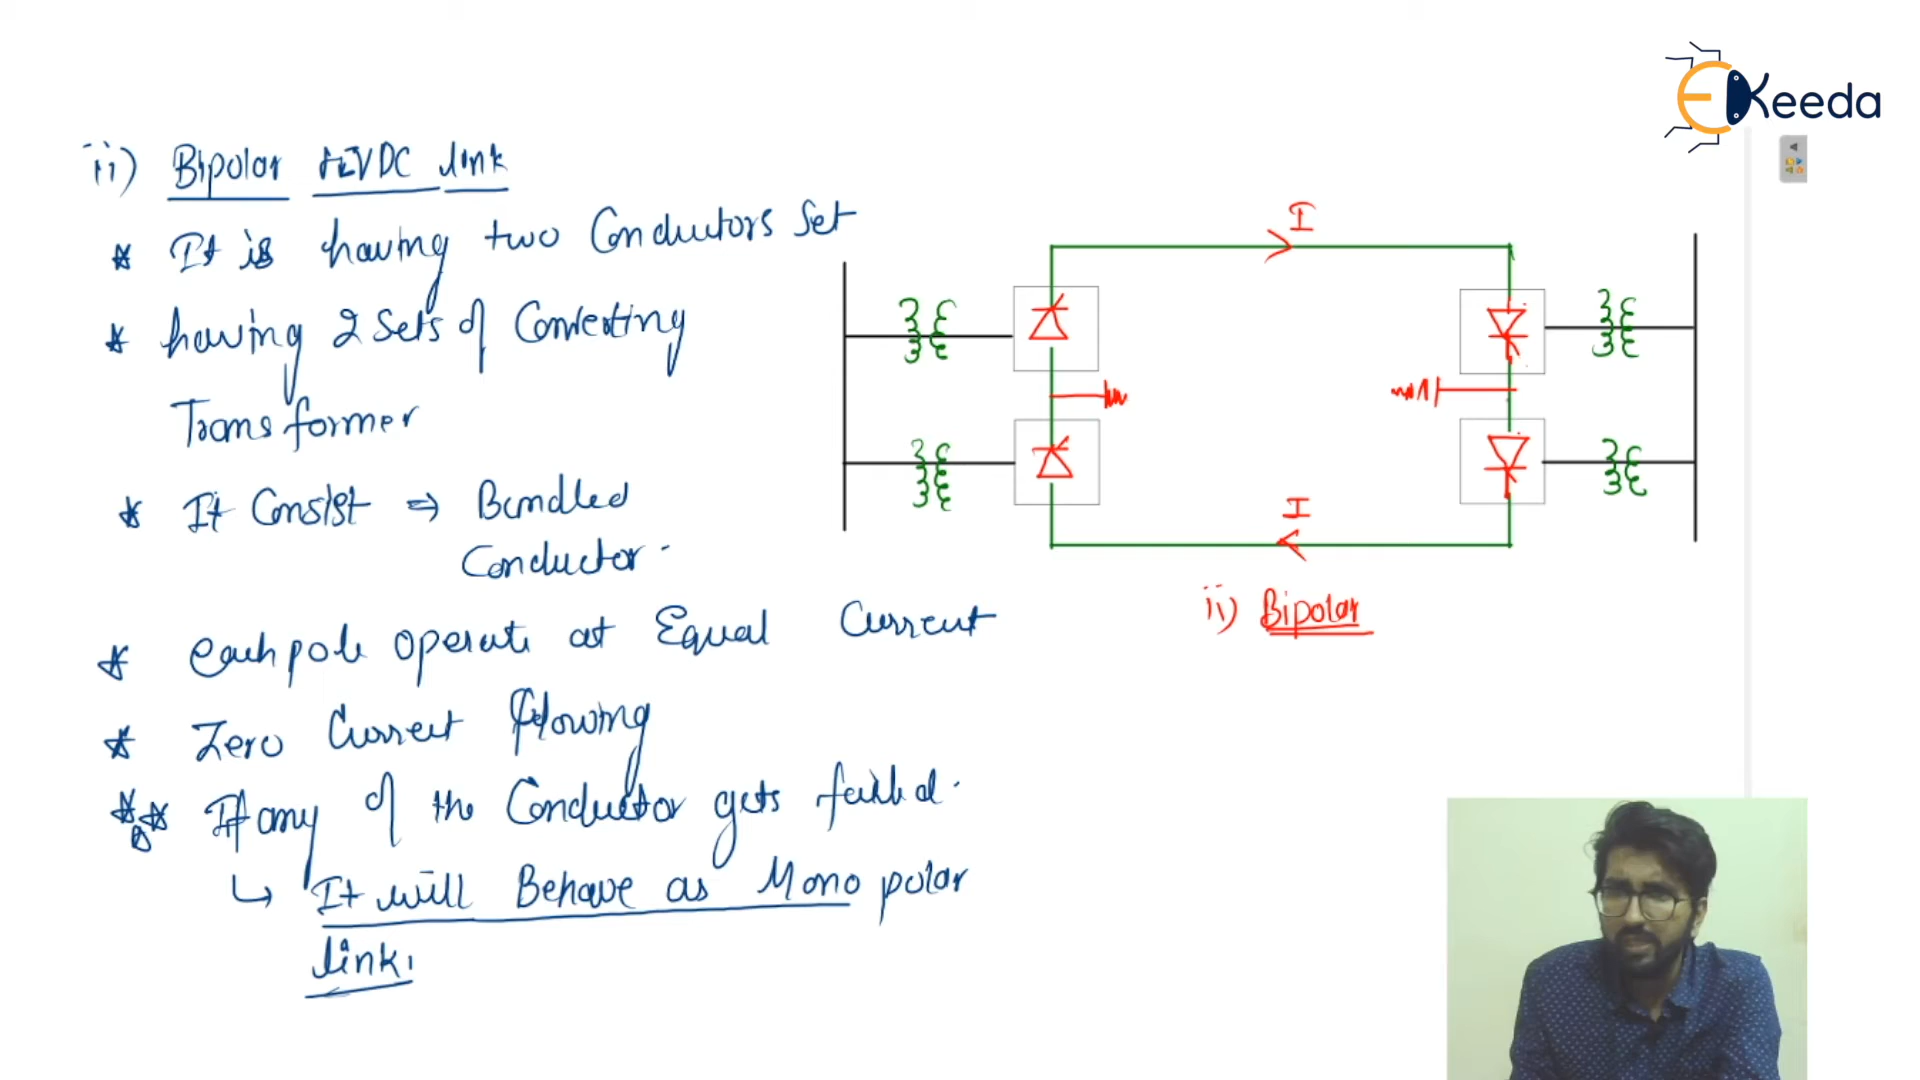 EKeeda
ii) Bipolar HVDC link
* It is having two Conductors set
* having 2 sets of Converting
Transformer
* It Consist ⇒ Bundled
Conductor.
* each pole operate at Equal Current
* Zero Current flowing
** If any of the Conductor gets failed.
↳ It will Behave as Mono polar
link.
I
I
ii) Bipolar